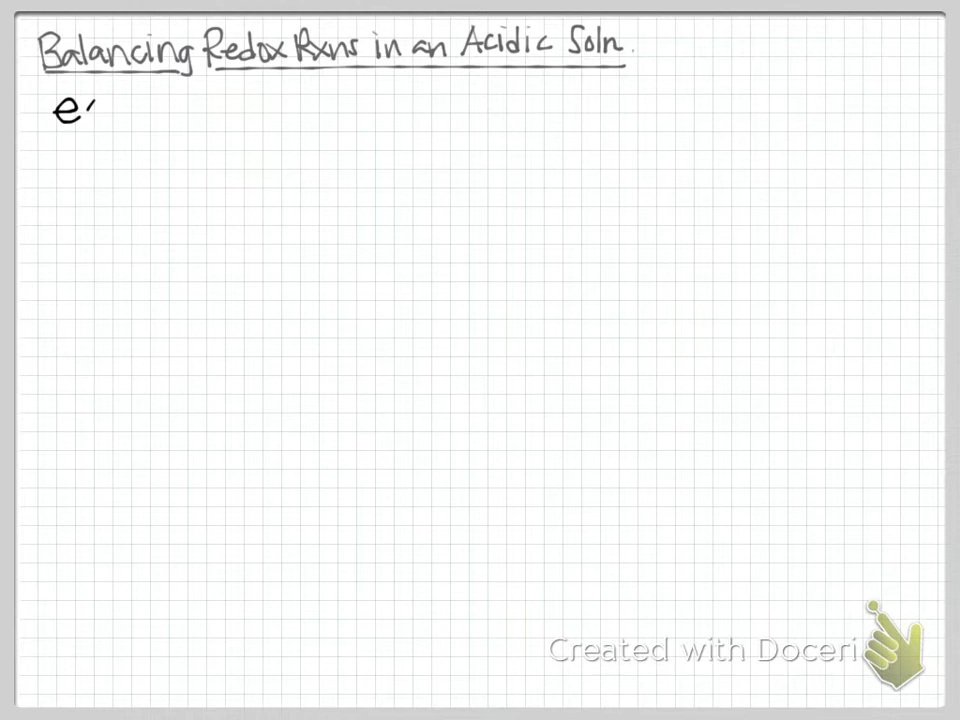 Balancing Redox Rxns in an Acidic Soln.
e
Created with Doceri